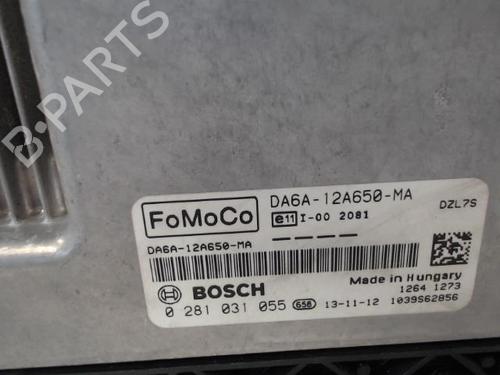 B-PARTS
FoMoCo
DA6A-12A650-MA
e11 I-00 2081
DZL7S
DA6A-12A650-MA
BOSCH
Made in Hungary
0 281 031 055 658 13-11-12
1264 1273
1039S62856